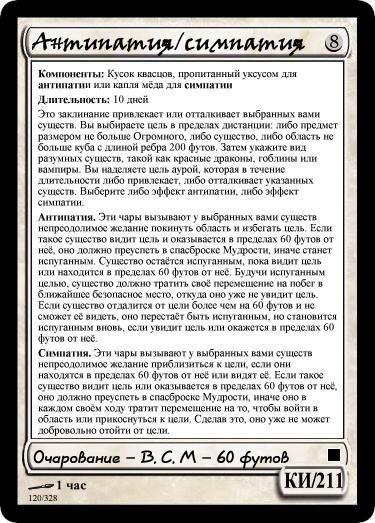 Антипатия/симпатия 8
Компоненты: Кусок квасцов, пропитанный уксусом для
антипатии или капля мёда для симпатии
Длительность: 10 дней
Это заклинание привлекает или отталкивает выбранных вами
существ. Вы выбираете цель в пределах дистанции: либо предмет
размером не больше Огромного, либо существо, либо область не
больше куба с длиной ребра 200 футов. Затем укажите вид
разумных существ, такой как красные драконы, гоблины или
вампиры. Вы наделяете цель аурой, которая в течение
длительности либо привлекает, либо отталкивает указанных
существ. Выберите либо эффект антипатии, либо эффект
симпатии.
Антипатия. Эти чары вызывают у выбранных вами существ
непреодолимое желание покинуть область и избегать цель. Если
такое существо видит цель и оказывается в пределах 60 футов от
неё, оно должно преуспеть в спасброске Мудрости, иначе станет
испуганным. Существо остаётся испуганным, пока видит цель
или находится в пределах 60 футов от неё. Будучи испуганным
целью, существо должно тратить своё перемещение на побег в
ближайшее безопасное место, откуда оно уже не увидит цель.
Если существо отдалится от цели более чем на 60 футов и не
сможет её видеть, оно перестаёт быть испуганным, но становится
испуганным вновь, если увидит цель или окажется в пределах 60
футов от неё.
Симпатия. Эти чары вызывают у выбранных вами существ
непреодолимое желание приблизиться к цели, если они
находятся в пределах 60 футов от неё или видят её. Если такое
существо видит цель или оказывается в пределах 60 футов от неё,
оно должно преуспеть в спасброске Мудрости, иначе оно в
каждом своём ходу тратит перемещение на то, чтобы войти в
область или прикоснуться к цели. Сделав это, оно уже не может
добровольно отойти от цели.
Очарование – В, С, М – 60 футов
1 час
КИ/211
120/328